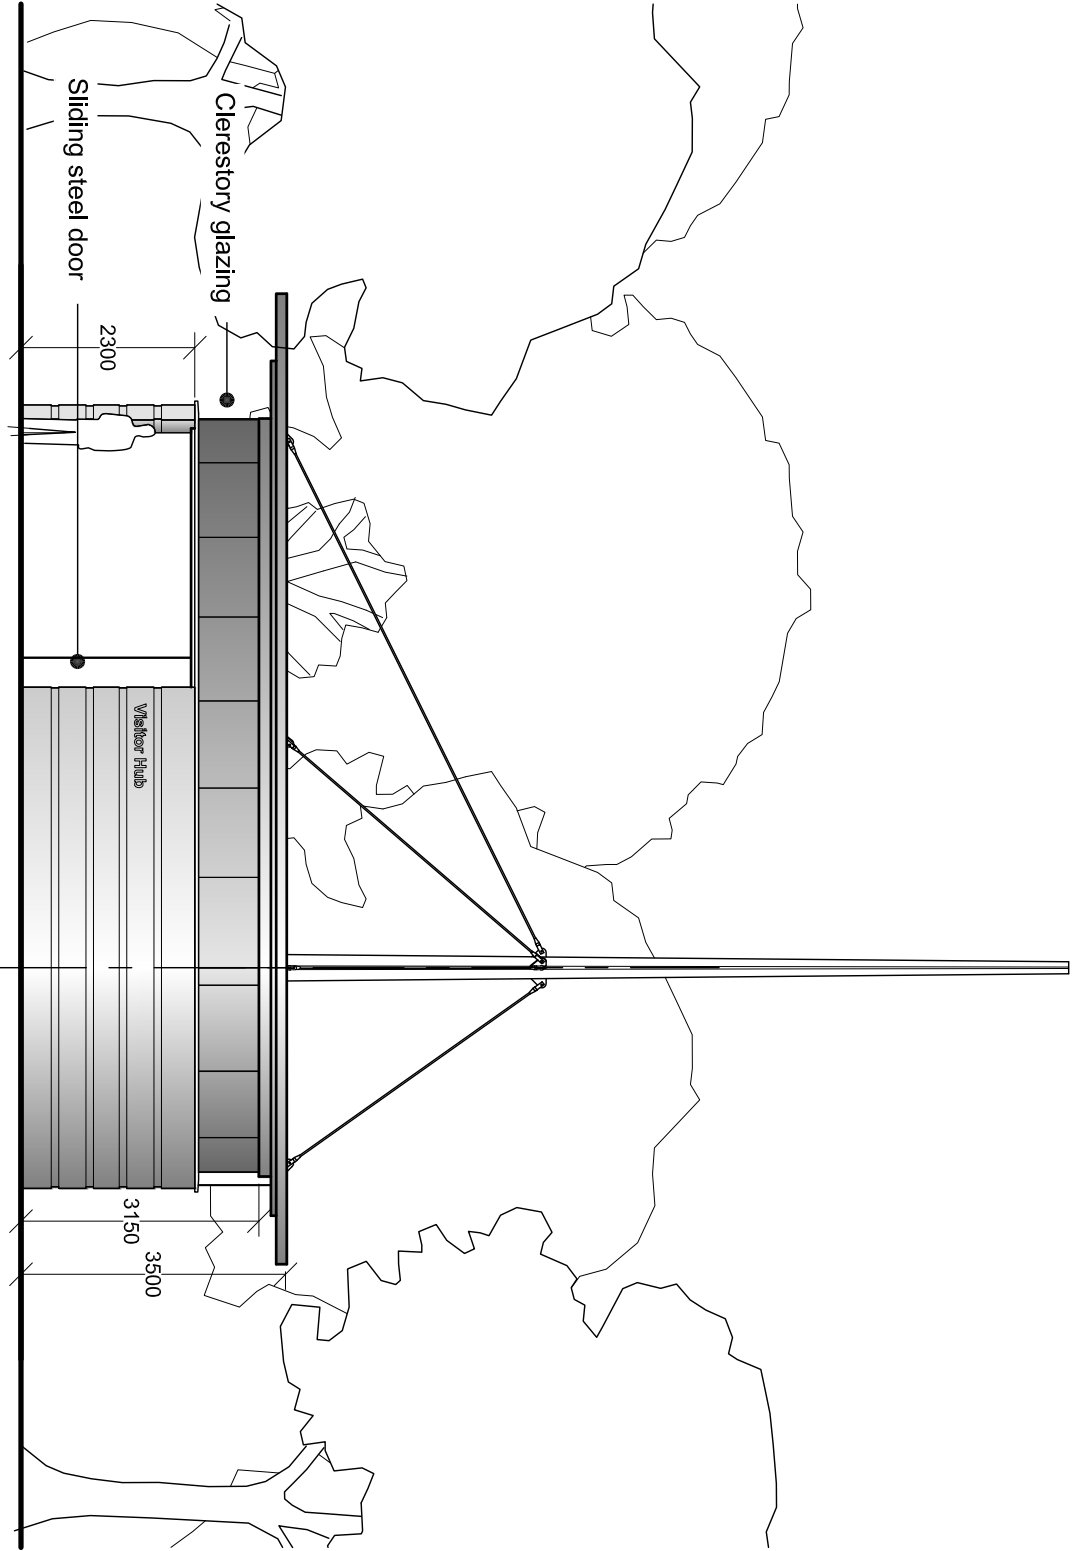 Clerestory glazing
Sliding steel door
2300
Visitor Hub
3150
3500